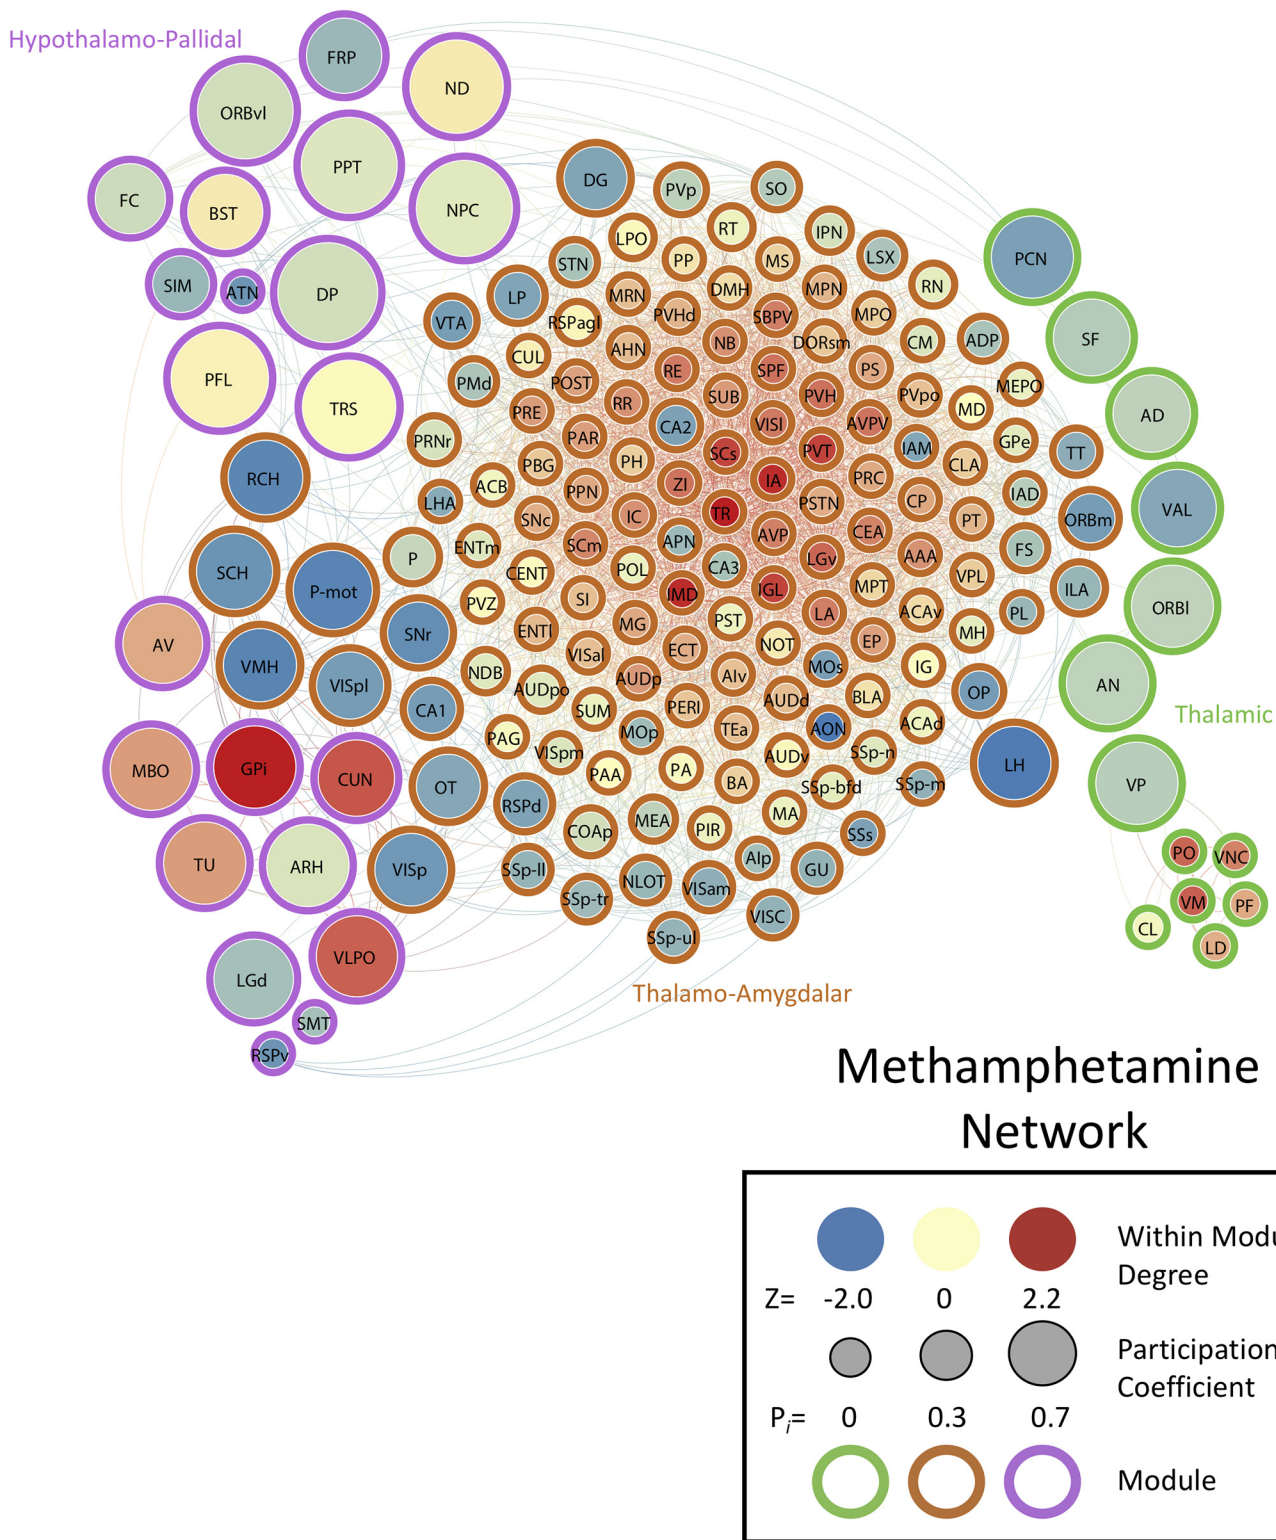 Hypothalamo-Pallidal
FRP
ND
ORBvl
PPT
FC
BST
NPC
SIM
ATN
DP
PFL
TRS
DG
PVp
SO
LPO
RT
IPN
STN
PP
MS
LSX
PCN
LP
MRN
DMH
MPN
RN
VTA
RSPagl
PVHd
SBPV
MPO
SF
CUL
AHN
NB
DORsm
CM
ADP
PMd
POST
RE
SPF
PS
MEPO
PRE
RR
SUB
PVH
PVpo
MD
AD
PRNr
PAR
CA2
VISI
AVPV
IAM
GPe
TT
RCH
PBG
PH
SCs
PVT
CLA
LHA
ACB
PPN
ZI
IA
PRC
CP
IAD
VAL
SNc
IC
TR
PSTN
PT
ORBm
P
ENTm
SCm
APN
AVP
CEA
AAA
FS
SCH
CENT
POL
CA3
LGv
VPL
P-mot
PVZ
SI
IMD
IGL
MPT
ILA
ORBl
SNr
ENTl
MG
PST
LA
ACAv
PL
MH
AV
VMH
VISpl
NDB
VISal
ECT
NOT
EP
IG
AN
CA1
AUDpo
AUDp
AIv
MOs
BLA
OP
Thalamic
PAG
SUM
PERI
AUDd
AON
ACAd
MBO
GPi
CUN
OT
VISpm
MOp
TEa
AUDv
SSp-n
LH
VP
RSPd
PAA
PA
BA
SSp-bfd
SSp-m
TU
ARH
VISp
COAp
MEA
PIR
MA
SSs
PO
VNC
SSp-ll
NLOT
VISam
AIp
GU
VM
PF
SSp-tr
VISC
CL
LD
LGd
VLPO
SSp-ul
Thalamo-Amygdalar
SMT
RSPv
Methamphetamine
Network
Within Modu
Degree
Z= -2.0 0 2.2
Participation
Coefficient
Pi= 0 0.3 0.7
Module